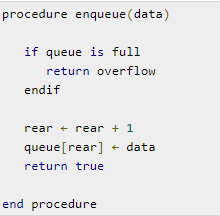 procedure enqueue(data)
if queue is full
return overflow
endif
rear ← rear + 1
queue[rear] ← data
return true
end procedure